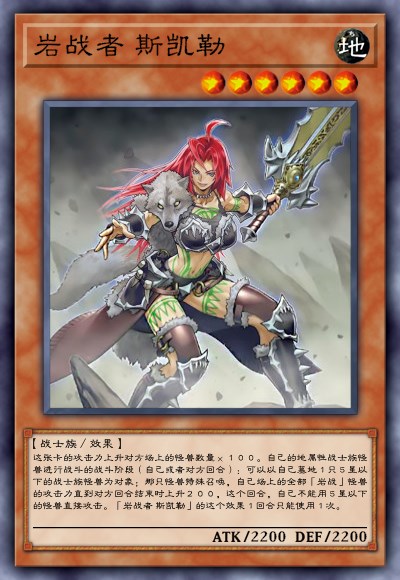 岩战者 斯凯勒
地
【战士族／效果】
这张卡的攻击力上升对方场上的怪兽数量×１００。自己的地属性战士族怪
兽进行战斗的战斗阶段（自己或者对方回合）：可以以自己墓地１只５星以
下的战士族怪兽为对象；那只怪兽特殊召唤，自己场上的全部「岩战」怪兽
的攻击力直到对方回合结束时上升２００，这个回合，自己不能用５星以下
的怪兽直接攻击。「岩战者 斯凯勒」的这个效果１回合只能使用１次。
ATK/2200 DEF/2200